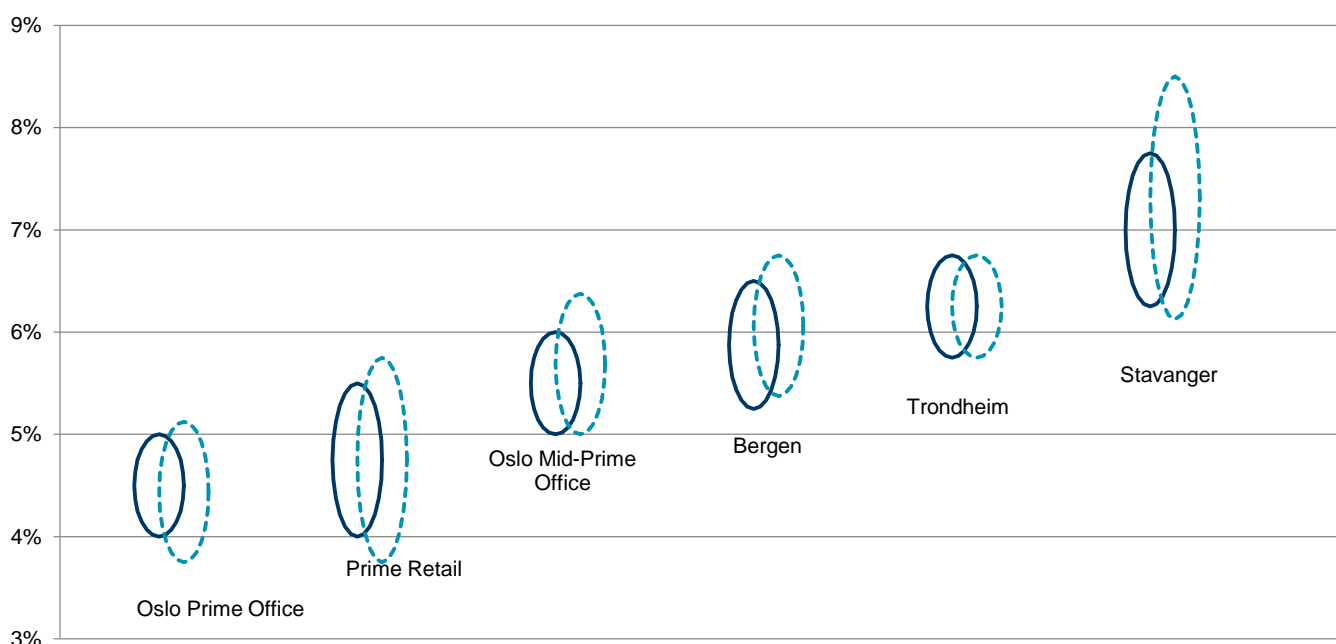 9%
8%
7%
6%
5%
4%
3%
Stavanger
Trondheim
Bergen
Oslo Mid-Prime
Office
Prime Retail
Oslo Prime Office